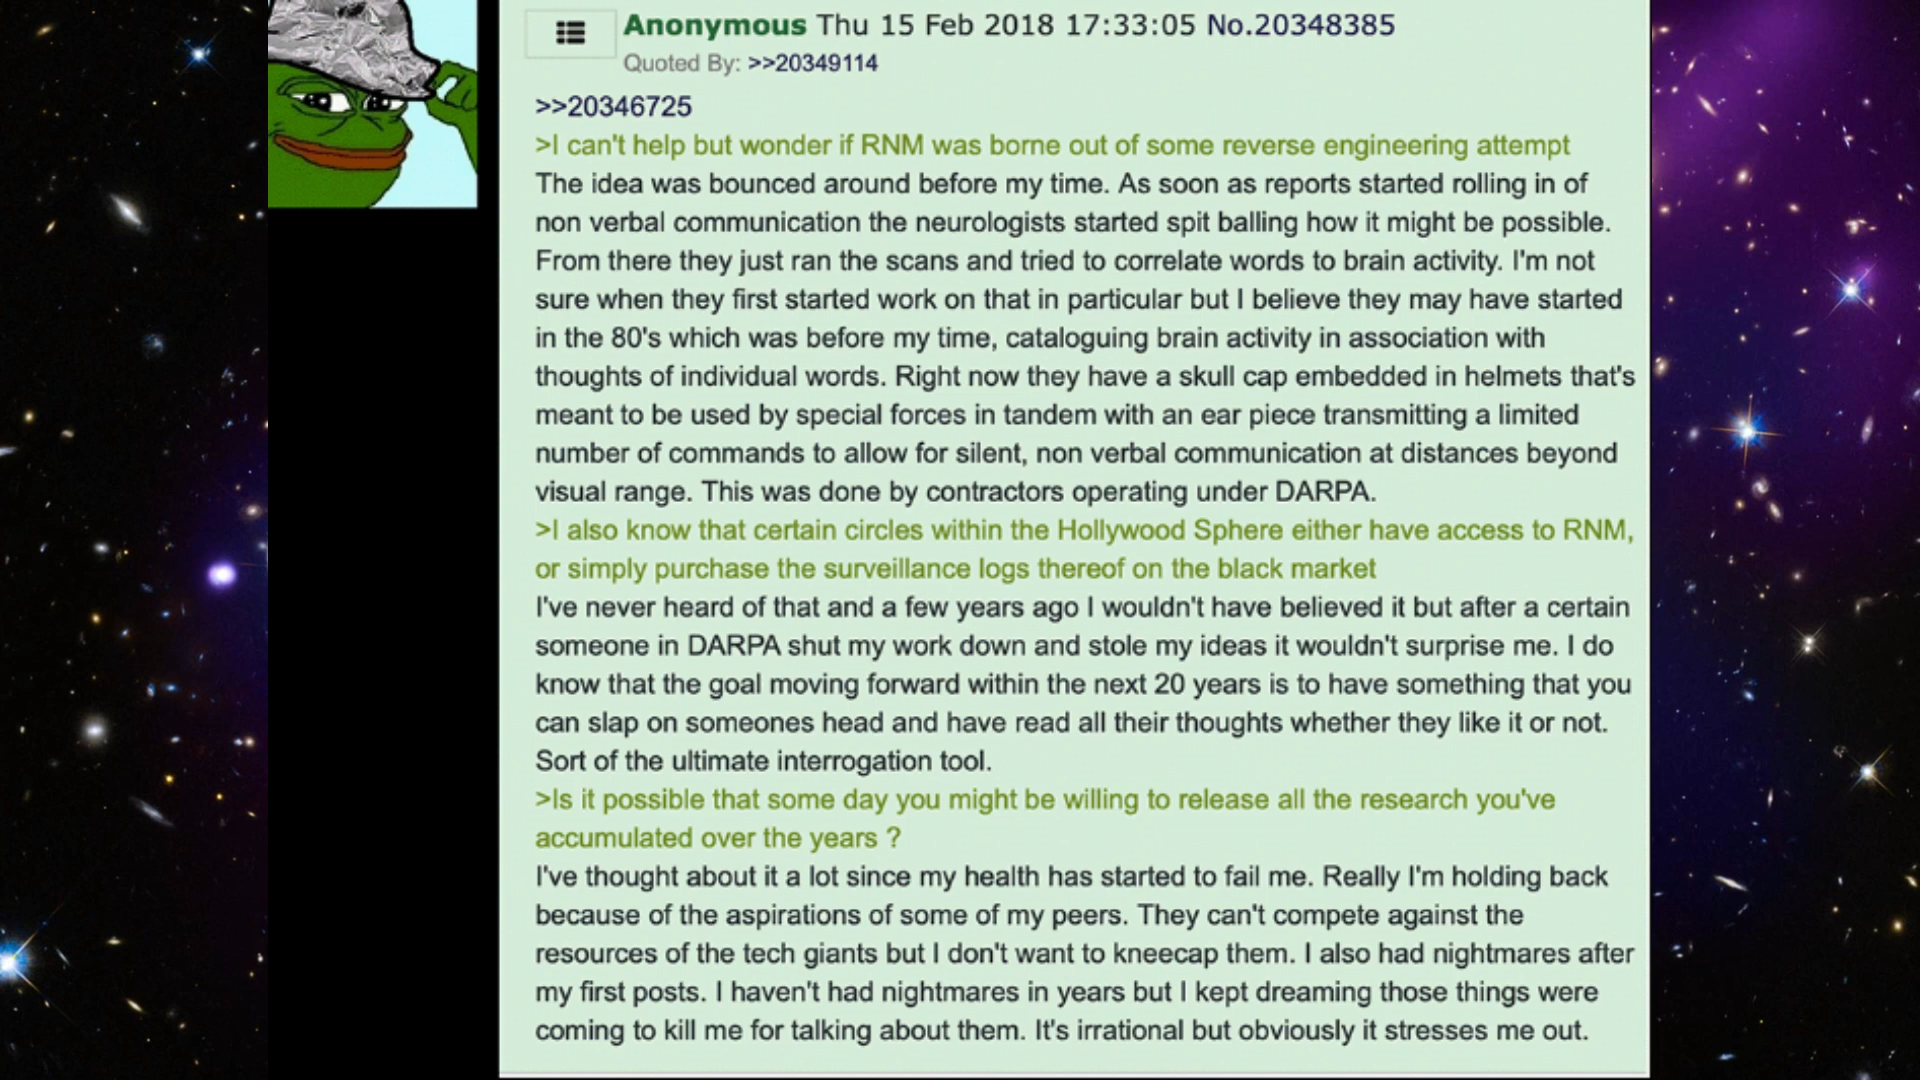 Anonymous Thu 15 Feb 2018 17:33:05 No.20348385
Quoted By: >>20349114
>>20346725
>I can't help but wonder if RNM was borne out of some reverse engineering attempt
The idea was bounced around before my time. As soon as reports started rolling in of
non verbal communication the neurologists started spit balling how it might be possible.
From there they just ran the scans and tried to correlate words to brain activity. I'm not
sure when they first started work on that in particular but I believe they may have started
in the 80's which was before my time, cataloguing brain activity in association with
thoughts of individual words. Right now they have a skull cap embedded in helmets that's
meant to be used by special forces in tandem with an ear piece transmitting a limited
number of commands to allow for silent, non verbal communication at distances beyond
visual range. This was done by contractors operating under DARPA.
>I also know that certain circles within the Hollywood Sphere either have access to RNM,
or simply purchase the surveillance logs thereof on the black market
I've never heard of that and a few years ago I wouldn't have believed it but after a certain
someone in DARPA shut my work down and stole my ideas it wouldn't surprise me. I do
know that the goal moving forward within the next 20 years is to have something that you
can slap on someones head and have read all their thoughts whether they like it or not.
Sort of the ultimate interrogation tool.
>Is it possible that some day you might be willing to release all the research you've
accumulated over the years ?
I've thought about it a lot since my health has started to fail me. Really I'm holding back
because of the aspirations of some of my peers. They can't compete against the
resources of the tech giants but I don't want to kneecap them. I also had nightmares after
my first posts. I haven't had nightmares in years but I kept dreaming those things were
coming to kill me for talking about them. It's irrational but obviously it stresses me out.